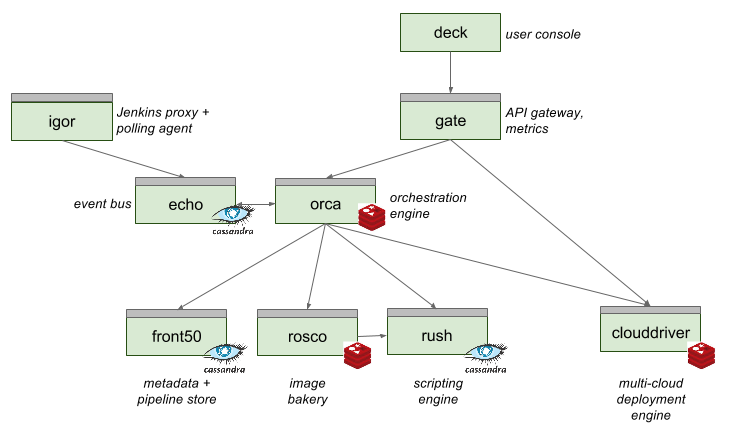 deck
user console
gate
API gateway,
metrics
igor
Jenkins proxy +
polling agent
event bus
echo
cassandra
orca
orchestration
engine
front50
cassandra
metadata +
pipeline store
rosco
image
bakery
rush
cassandra
scripting
engine
clouddriver
multi-cloud
deployment
engine